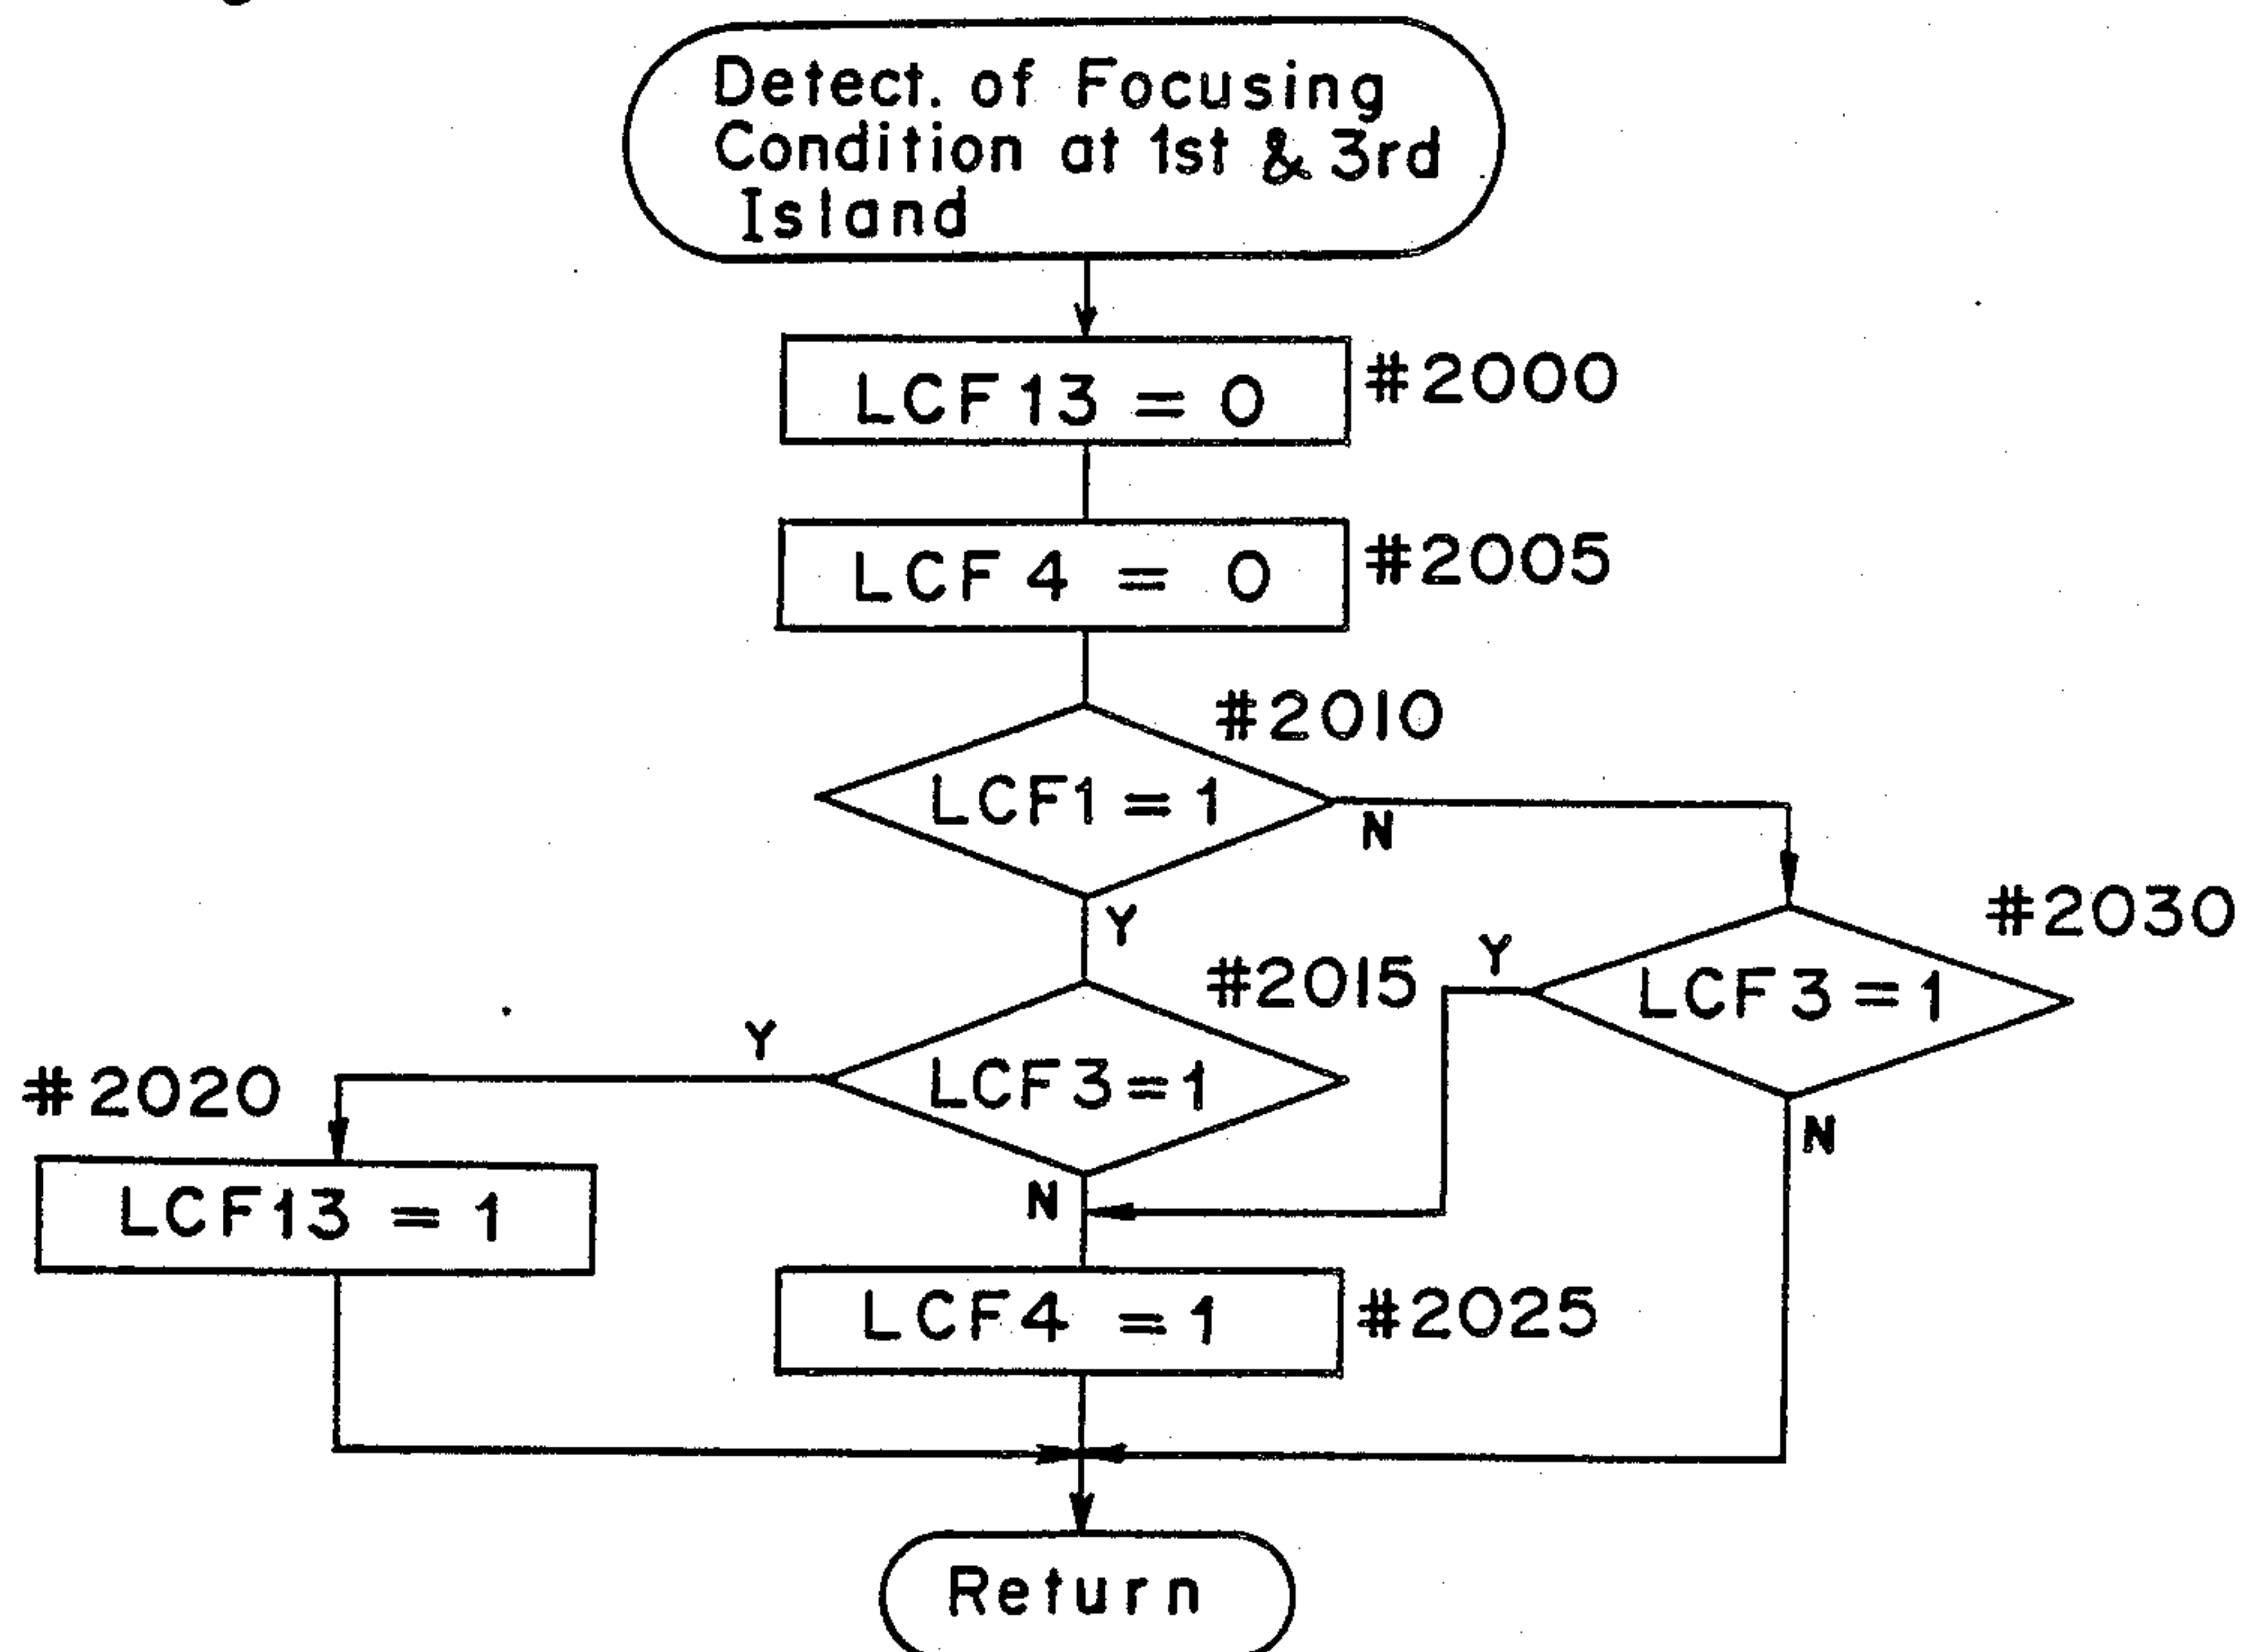 Detect. of Focusing
Condition at 1st & 3rd
Island
LCF13 = 0
#2000
LCF4 = 0
#2005
#2010
LCF1 = 1
N
Y
#2030
Y
LCF3 = 1
N
#2015
Y
LCF3 = 1
N
#2020
LCF13 = 1
LCF4 = 1
#2025
Return